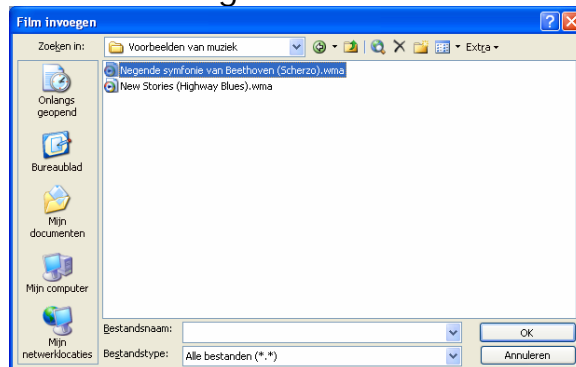 Film invoegen
Zoeken in: Voorbeelden van muziek Extra
Negende symfonie van Beethoven (Scherzo).wma
New Stories (Highway Blues).wma
Onlangs
geopend
Bureaublad
Mijn
documenten
Mijn computer
Mijn
netwerklocaties
Bestandsnaam: OK
Bestandstype: Alle bestanden (*.*) Annuleren